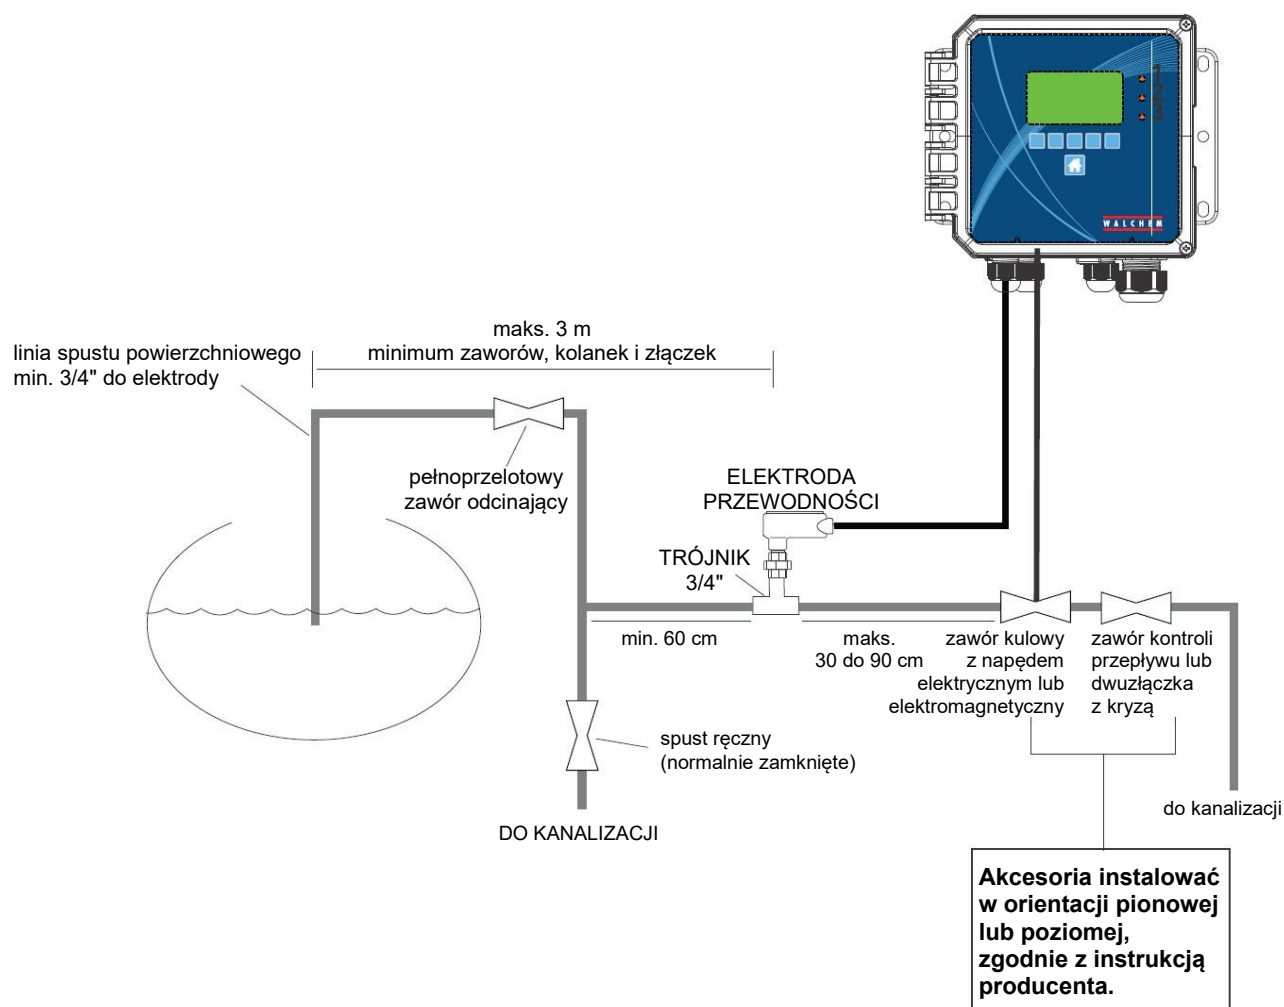 1
2
3
WALCHEM
maks. 3 m
minimum zaworów, kolanek i złączek
linia spustu powierzchniowego
min. 3/4" do elektrody
pełnoprzelotowy
zawór odcinający
ELEKTRODA
PRZEWODNOŚCI
TRÓJNIK
3/4"
min. 60 cm
maks.
30 do 90 cm
zawór kulowy
z napędem
elektrycznym lub
elektromagnetyczny
zawór kontroli
przepływu lub
dwuzłączka
z kryzą
spust ręczny
(normalnie zamknięte)
DO KANALIZACJI
do kanalizacji
Akcesoria instalować
w orientacji pionowej
lub poziomej,
zgodnie z instrukcją
producenta.